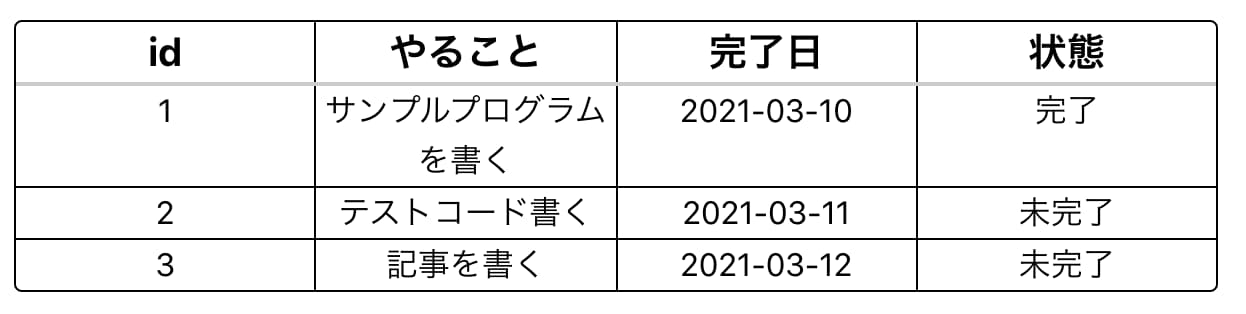 id やること 完了日 状態
1 サンプルプログラム 2021-03-10 完了
を書く
2 テストコード書く 2021-03-11 未完了
3 記事を書く 2021-03-12 未完了